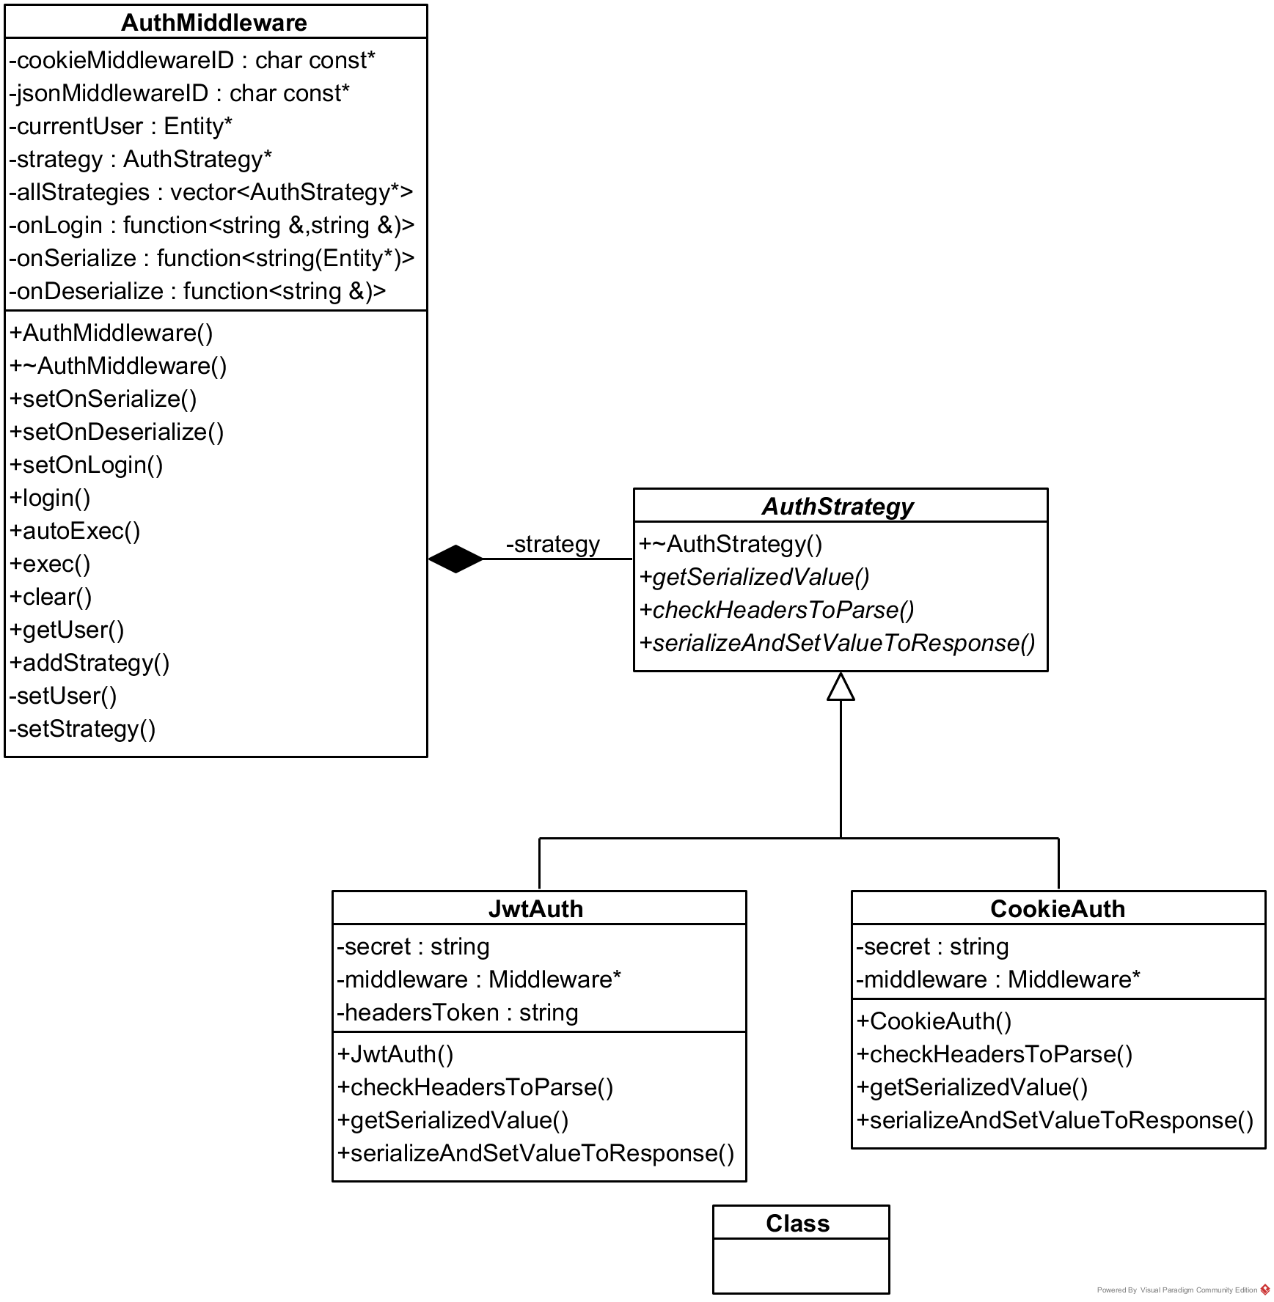 AuthMiddleware
-cookieMiddlewareID : char const*
-jsonMiddlewareID : char const*
-currentUser : Entity*
-strategy : AuthStrategy*
-allStrategies : vector<AuthStrategy*>
-onLogin : function<string &,string &)>
-onSerialize : function<string(Entity*)>
-onDeserialize : function<string &)>
+AuthMiddleware()
+~AuthMiddleware()
+setOnSerialize()
+setOnDeserialize()
+setOnLogin()
+login()
+autoExec()
+exec()
+clear()
+getUser()
+addStrategy()
-setUser()
-setStrategy()
-strategy
AuthStrategy
+~AuthStrategy()
+getSerializedValue()
+checkHeadersToParse()
+serializeAndSetValueToResponse()
JwtAuth
-secret : string
-middleware : Middleware*
-headersToken : string
+JwtAuth()
+checkHeadersToParse()
+getSerializedValue()
+serializeAndSetValueToResponse()
CookieAuth
-secret : string
-middleware : Middleware*
+CookieAuth()
+checkHeadersToParse()
+getSerializedValue()
+serializeAndSetValueToResponse()
Class
Powered By Visual Paradigm Community Edition